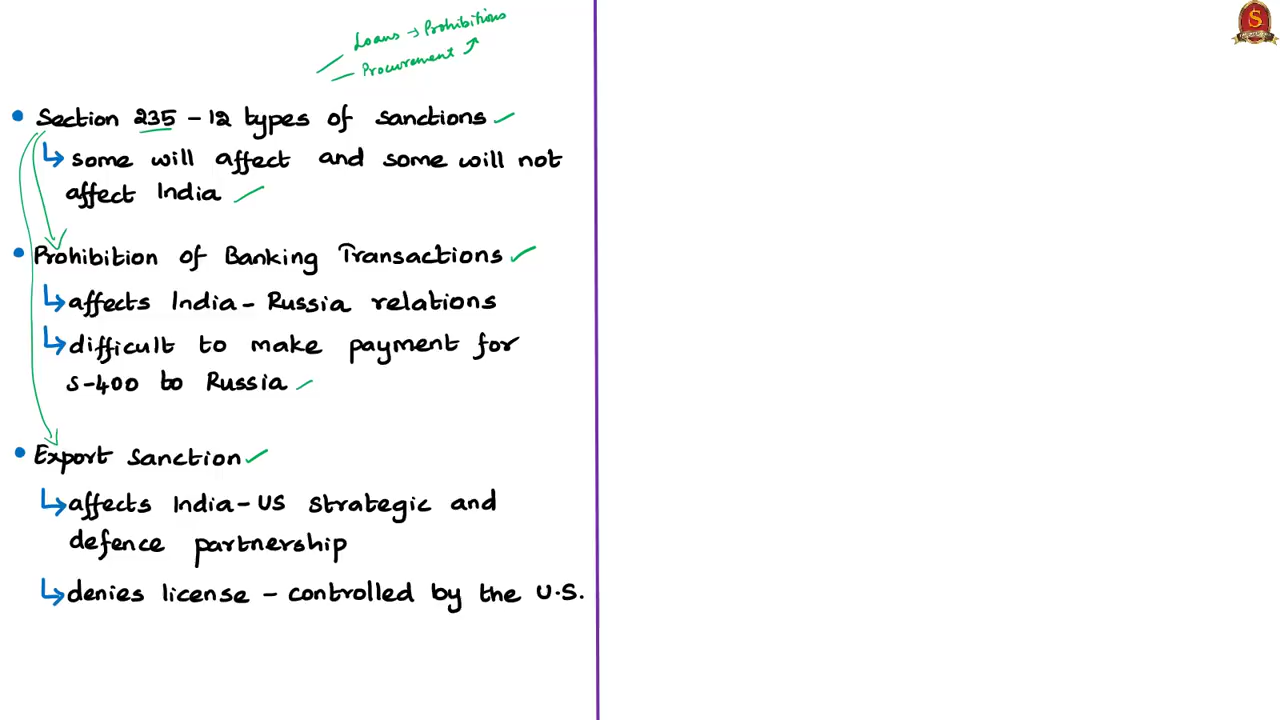 Loans → Prohibitions
Procurement ↗
• Section 235 - 12 types of sanctions ✓
↳ some will affect and some will not
affect India ✓
• Prohibition of Banking Transactions ✓
↳ affects India - Russia relations
↳ difficult to make payment for
S-400 to Russia ✓
• Export Sanction ✓
↳ affects India - US strategic and
defence partnership
↳ denies license - controlled by the U.S.
S